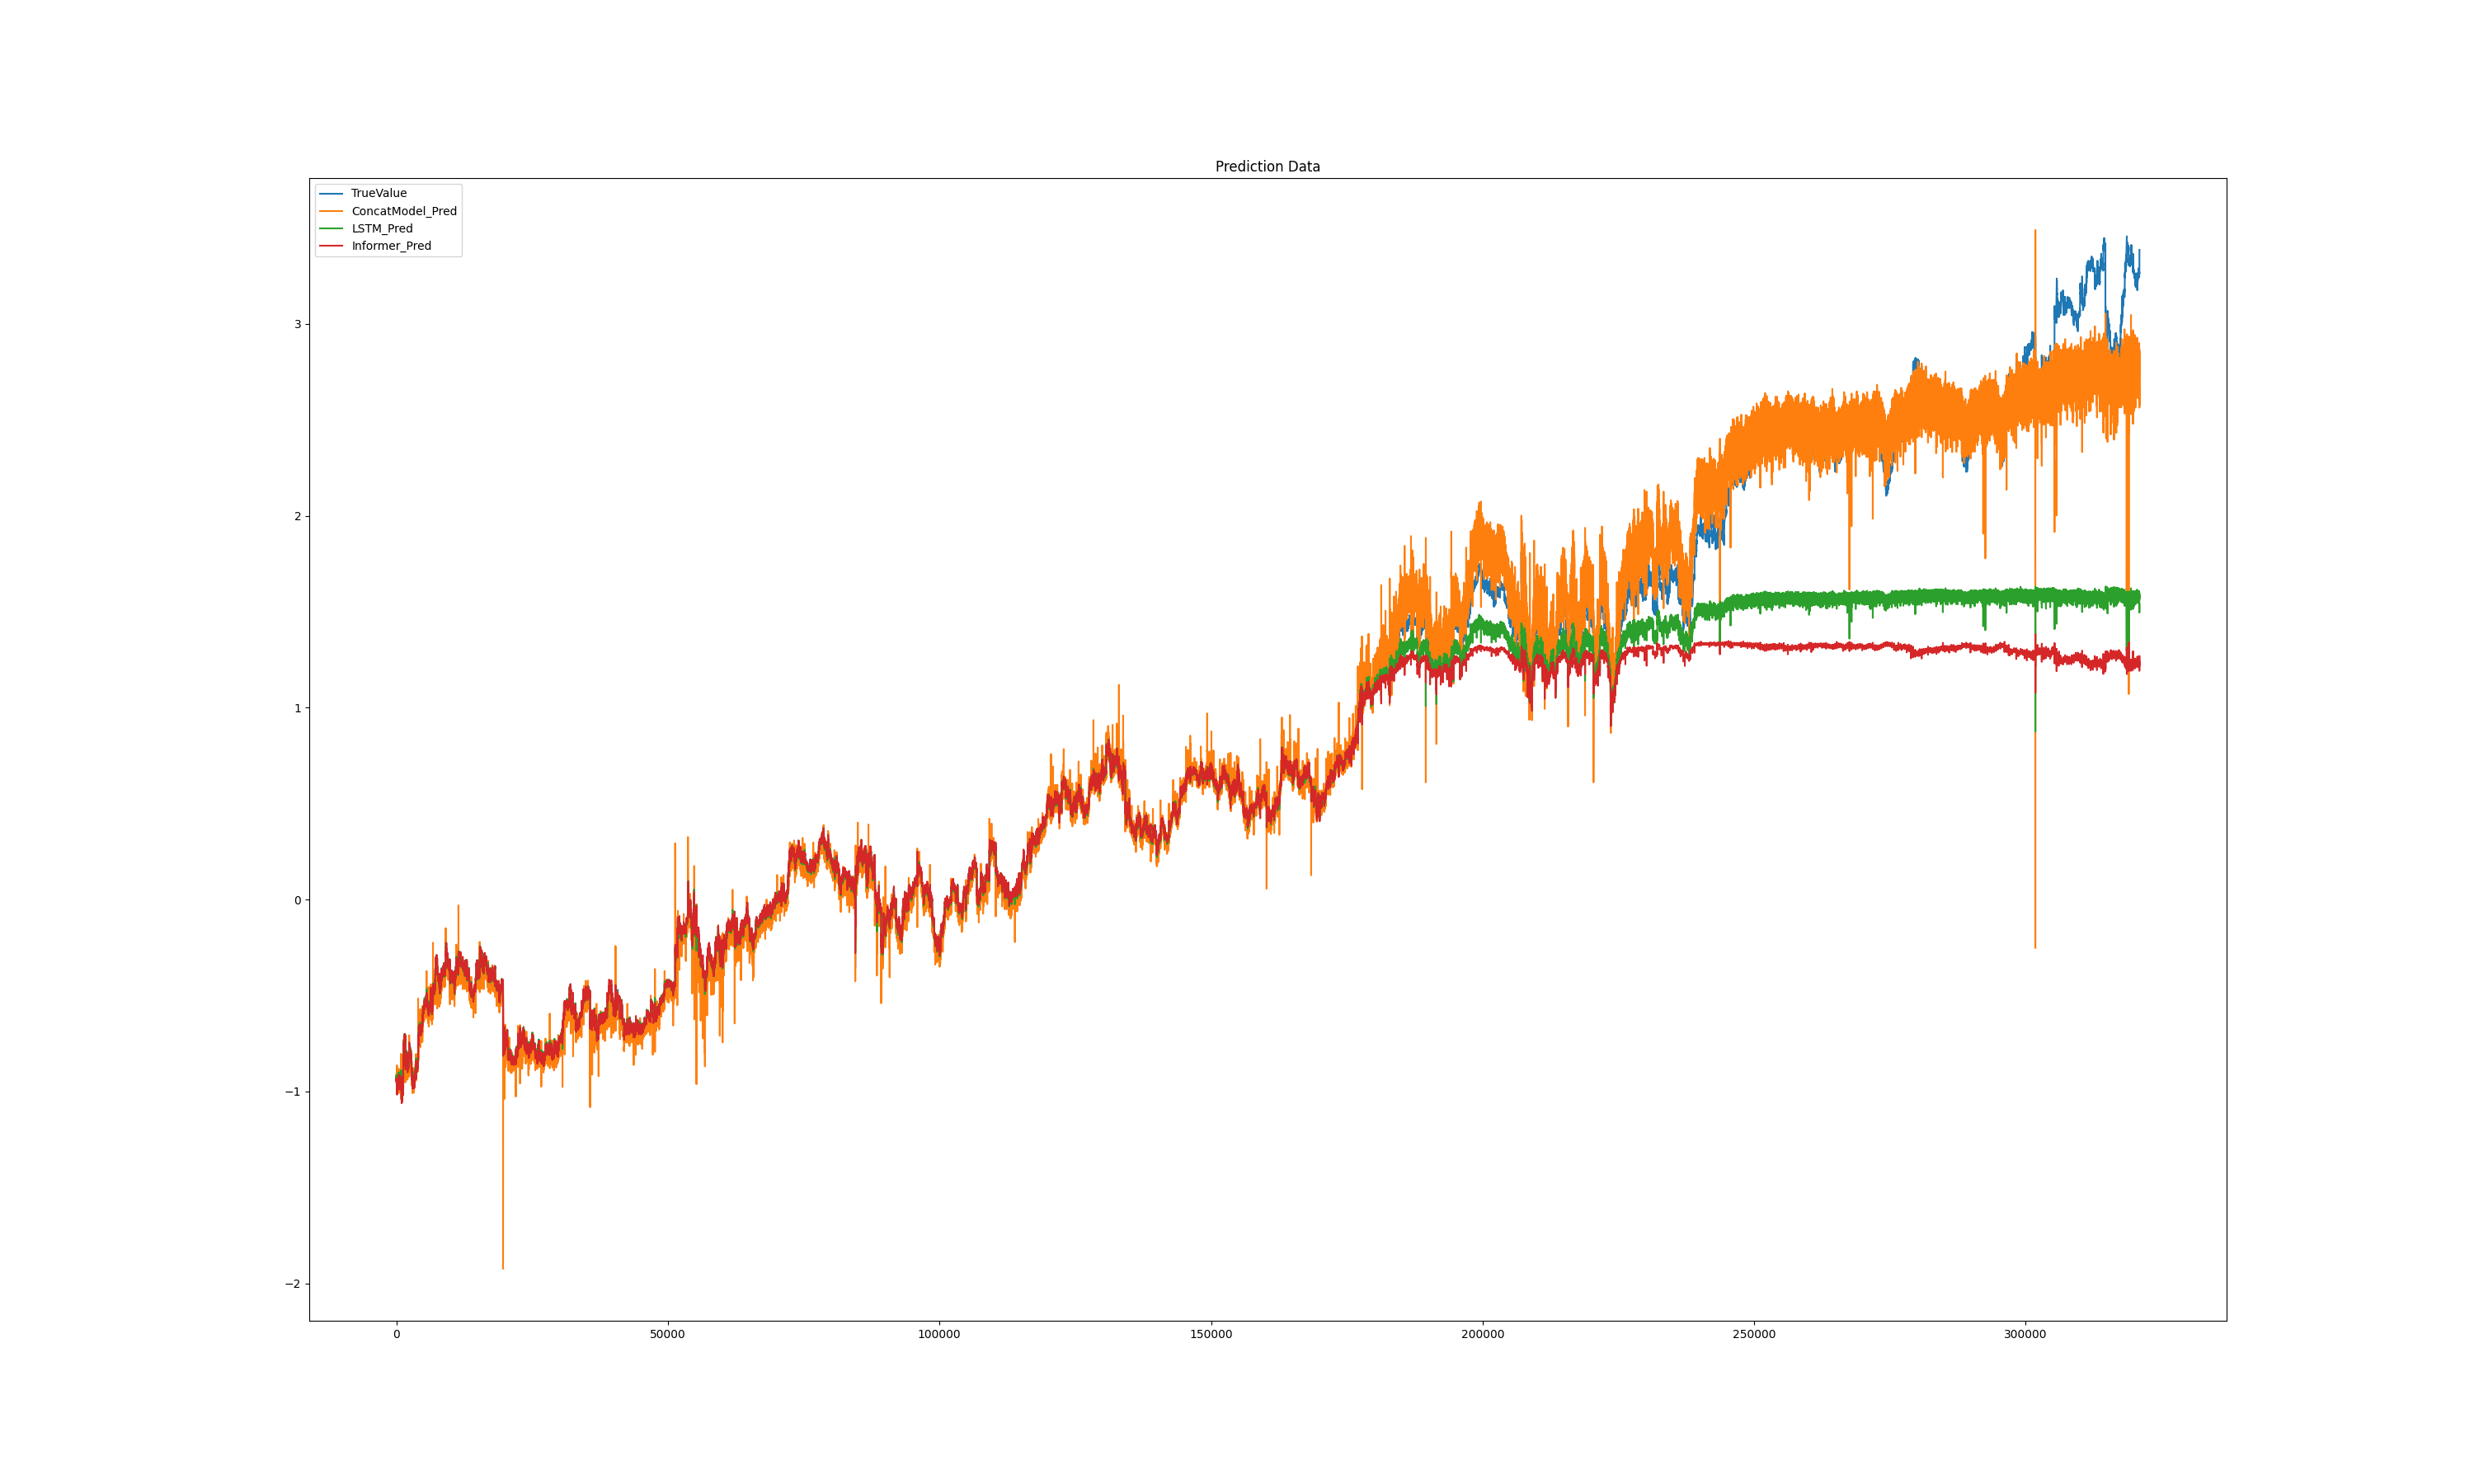 Prediction Data
TrueValue
ConcatModel_Pred
LSTM_Pred
Informer_Pred
3
2
1
0
−1
−2
0 50000 100000 150000 200000 250000 300000